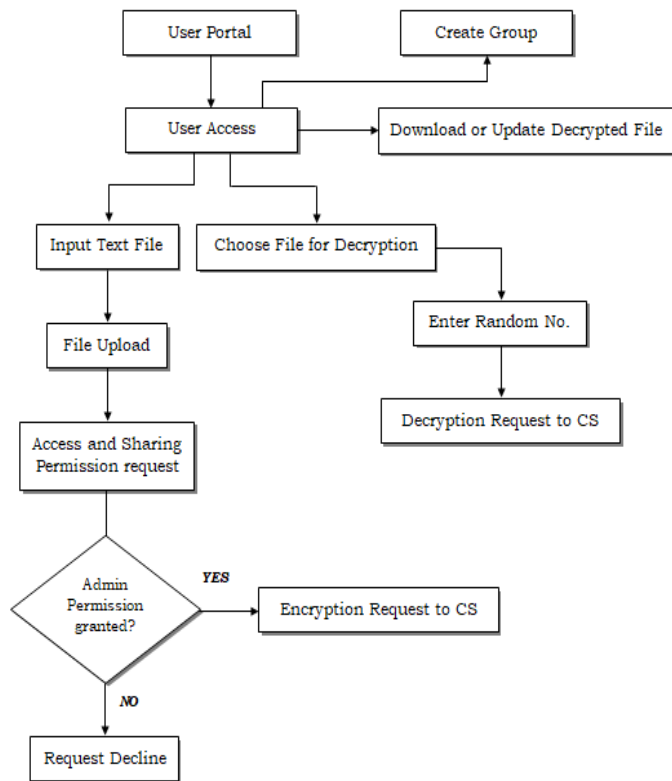 User Portal
Create Group
User Access
Download or Update Decrypted File
Input Text File
Choose File for Decryption
Enter Random No.
File Upload
Decryption Request to CS
Access and Sharing
Permission request
YES
Admin
Permission
granted?
Encryption Request to CS
NO
Request Decline